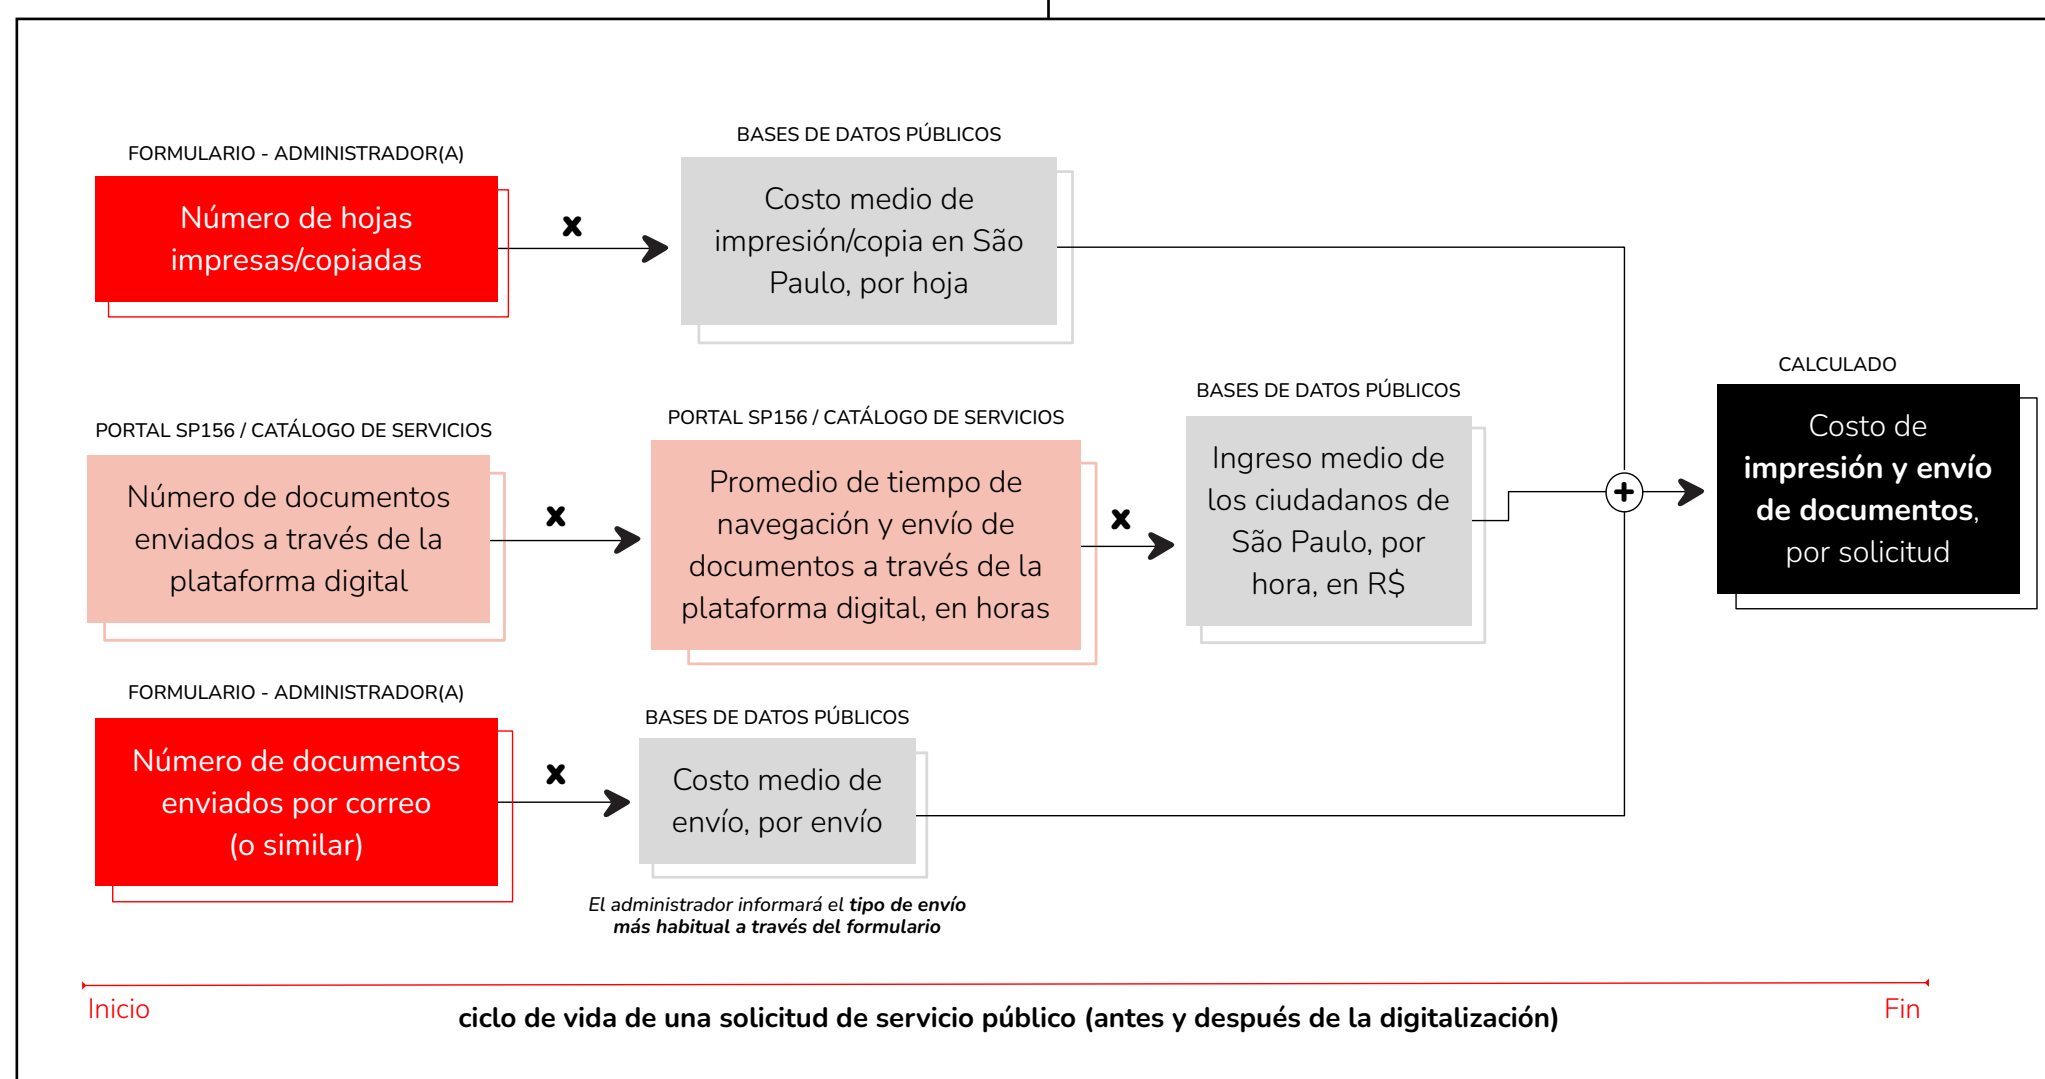 FORMULARIO - ADMINISTRADOR(A)
Número de hojas
impresas/copiadas
x
BASES DE DATOS PÚBLICOS
Costo medio de
impresión/copia en São
Paulo, por hoja
PORTAL SP156 / CATÁLOGO DE SERVICIOS
Número de documentos
enviados a través de la
plataforma digital
x
PORTAL SP156 / CATÁLOGO DE SERVICIOS
Promedio de tiempo de
navegación y envío de
documentos a través de la
plataforma digital, en horas
x
BASES DE DATOS PÚBLICOS
Ingreso medio de
los ciudadanos de
São Paulo, por
hora, en R$
+
CALCULADO
Costo de
impresión y envío
de documentos,
por solicitud
FORMULARIO - ADMINISTRADOR(A)
Número de documentos
enviados por correo
(o similar)
x
BASES DE DATOS PÚBLICOS
Costo medio de
envío, por envío
El administrador informará el tipo de envío
más habitual a través del formulario
Inicio
ciclo de vida de una solicitud de servicio público (antes y después de la digitalización)
Fin